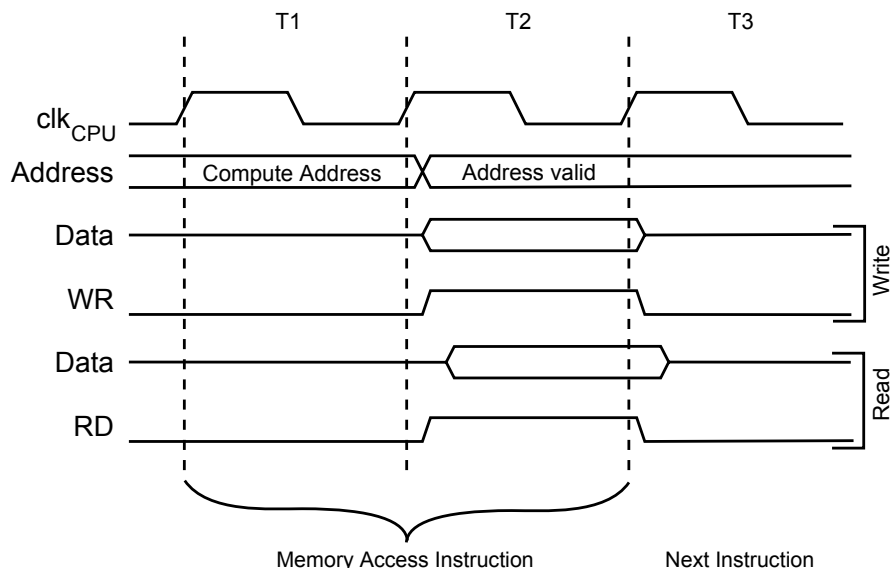 T1 T2 T3
clkCPU
Address Compute Address Address valid
Data
WR
Write
Data
RD
Read
Memory Access Instruction Next Instruction